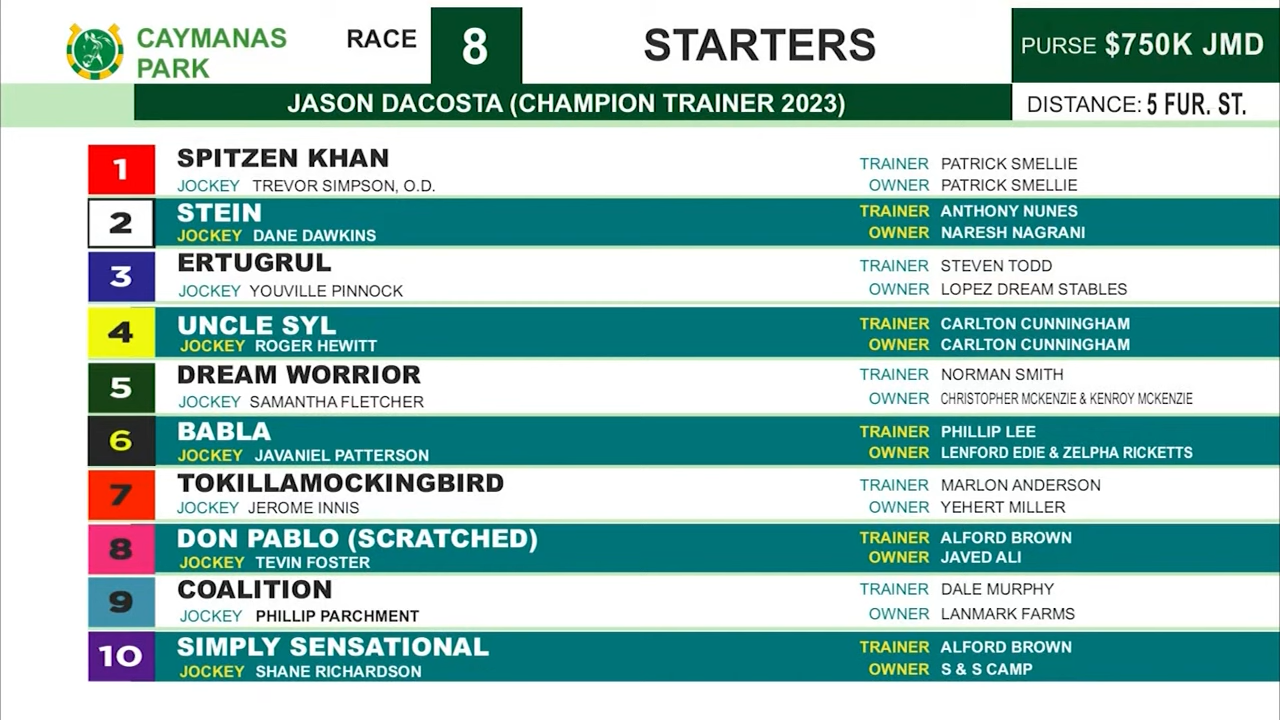 CAYMANAS PARK
RACE 8
STARTERS
PURSE $750K JMD
JASON DACOSTA (CHAMPION TRAINER 2023)
DISTANCE: 5 FUR. ST.
1 SPITZEN KHAN
JOCKEY TREVOR SIMPSON, O.D.
TRAINER PATRICK SMELLIE
OWNER PATRICK SMELLIE
2 STEIN
JOCKEY DANE DAWKINS
TRAINER ANTHONY NUNES
OWNER NARESH NAGRANI
3 ERTUGRUL
JOCKEY YOUVILLE PINNOCK
TRAINER STEVEN TODD
OWNER LOPEZ DREAM STABLES
4 UNCLE SYL
JOCKEY ROGER HEWITT
TRAINER CARLTON CUNNINGHAM
OWNER CARLTON CUNNINGHAM
5 DREAM WORRIOR
JOCKEY SAMANTHA FLETCHER
TRAINER NORMAN SMITH
OWNER CHRISTOPHER MCKENZIE & KENROY MCKENZIE
6 BABLA
JOCKEY JAVANIEL PATTERSON
TRAINER PHILLIP LEE
OWNER LENFORD EDIE & ZELPHA RICKETTS
7 TOKILLAMOCKINGBIRD
JOCKEY JEROME INNIS
TRAINER MARLON ANDERSON
OWNER YEHERT MILLER
8 DON PABLO (SCRATCHED)
JOCKEY TEVIN FOSTER
TRAINER ALFORD BROWN
OWNER JAVED ALI
9 COALITION
JOCKEY PHILLIP PARCHMENT
TRAINER DALE MURPHY
OWNER LANMARK FARMS
10 SIMPLY SENSATIONAL
JOCKEY SHANE RICHARDSON
TRAINER ALFORD BROWN
OWNER S & S CAMP